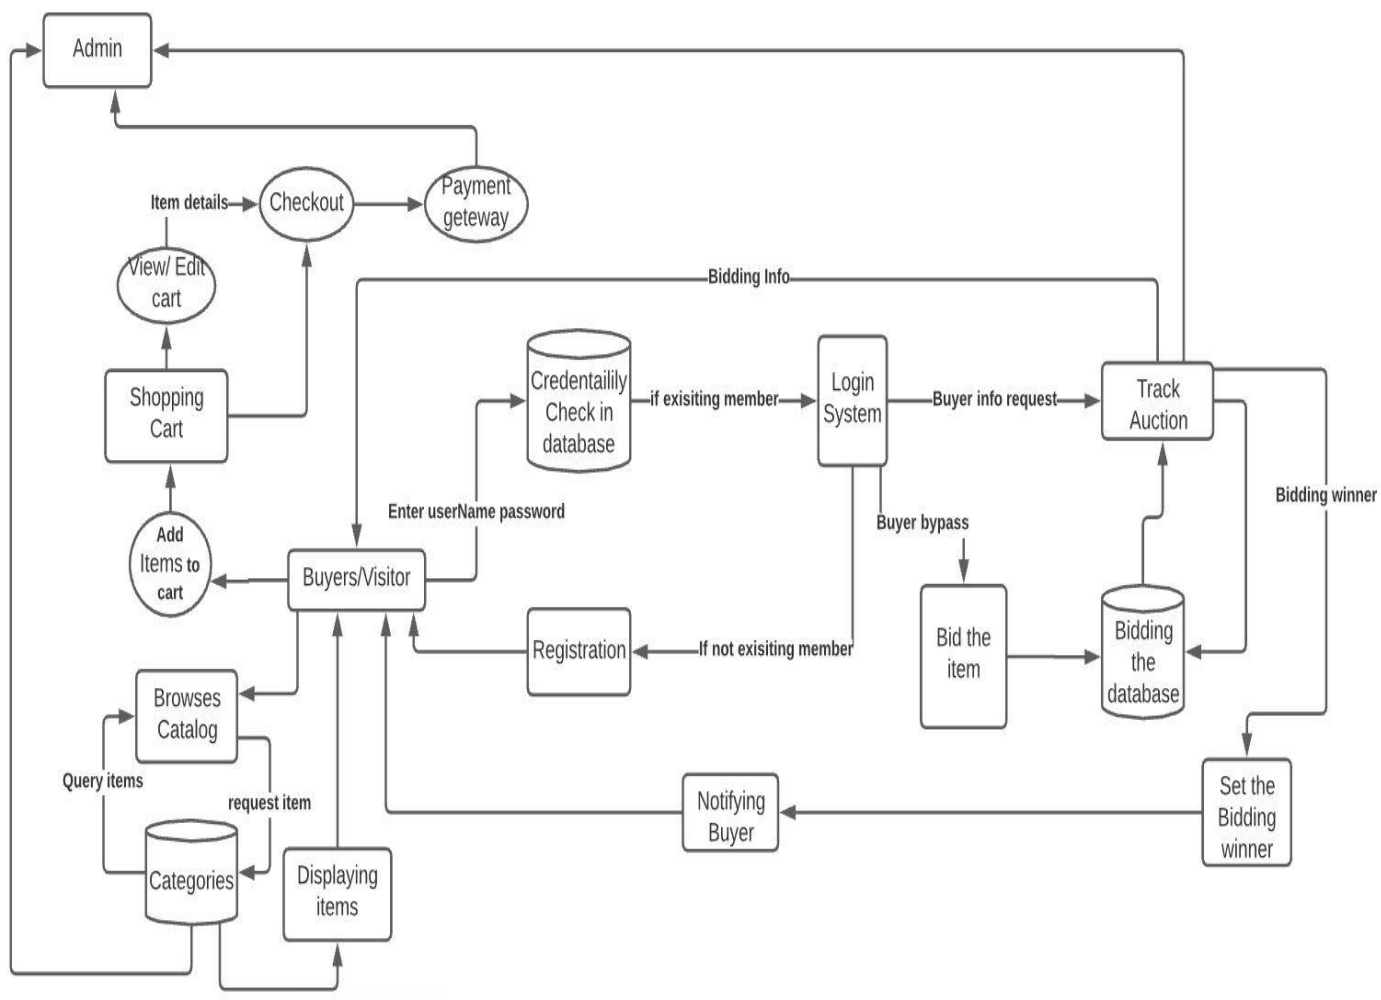 Admin
Payment
geteway
Item details
Checkout
View/ Edit
cart
Bidding Info
Shopping
Cart
Credentailily
Check in
database
if exisiting member
Login
System
Buyer info request
Track
Auction
Bidding winner
Enter userName password
Buyer bypass
Add
Items to
cart
Buyers/Visitor
Registration
If not exisiting member
Bid the
item
Bidding
the
database
Browses
Catalog
Query items
request item
Categories
Displaying
items
Notifying
Buyer
Set the
Bidding
winner